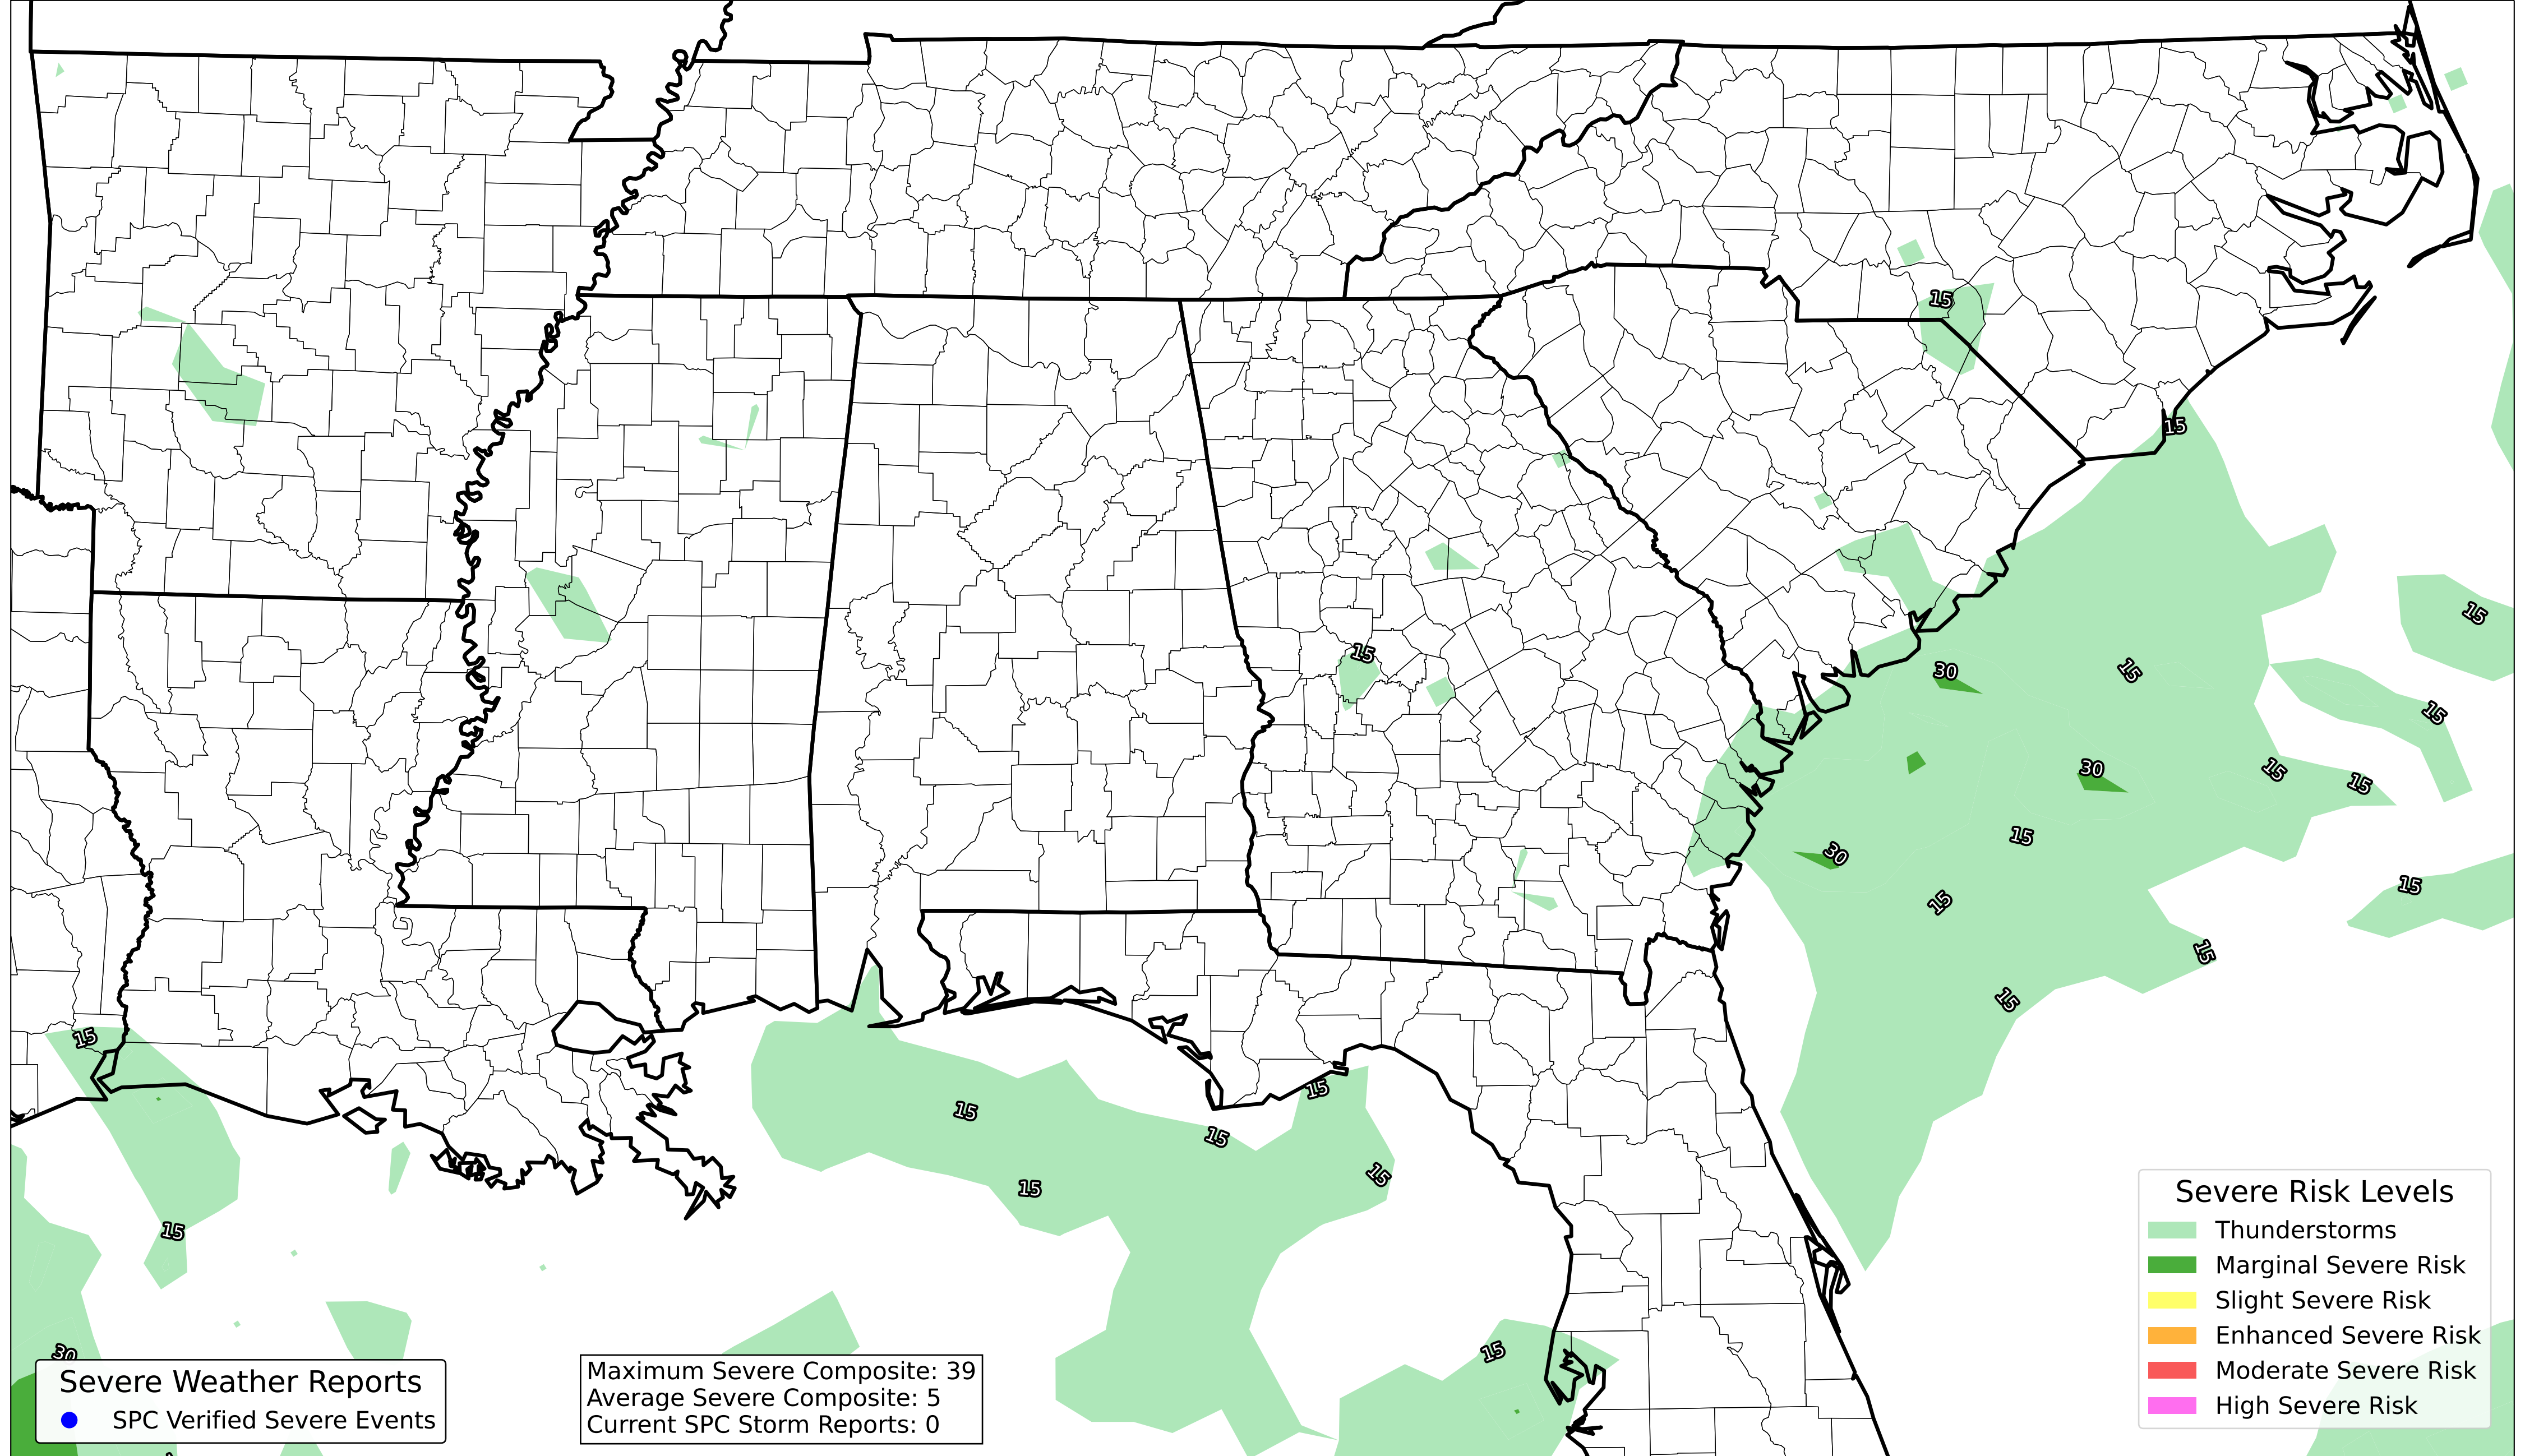 15
15
15
30
15
15
15
30
15
15
15
30
15
15
15
15
15
15
15
15
15
15
15
15
30
15
Severe Risk Levels
Thunderstorms
Marginal Severe Risk
Slight Severe Risk
Enhanced Severe Risk
Moderate Severe Risk
High Severe Risk
Severe Weather Reports
SPC Verified Severe Events
Maximum Severe Composite: 39
Average Severe Composite: 5
Current SPC Storm Reports: 0